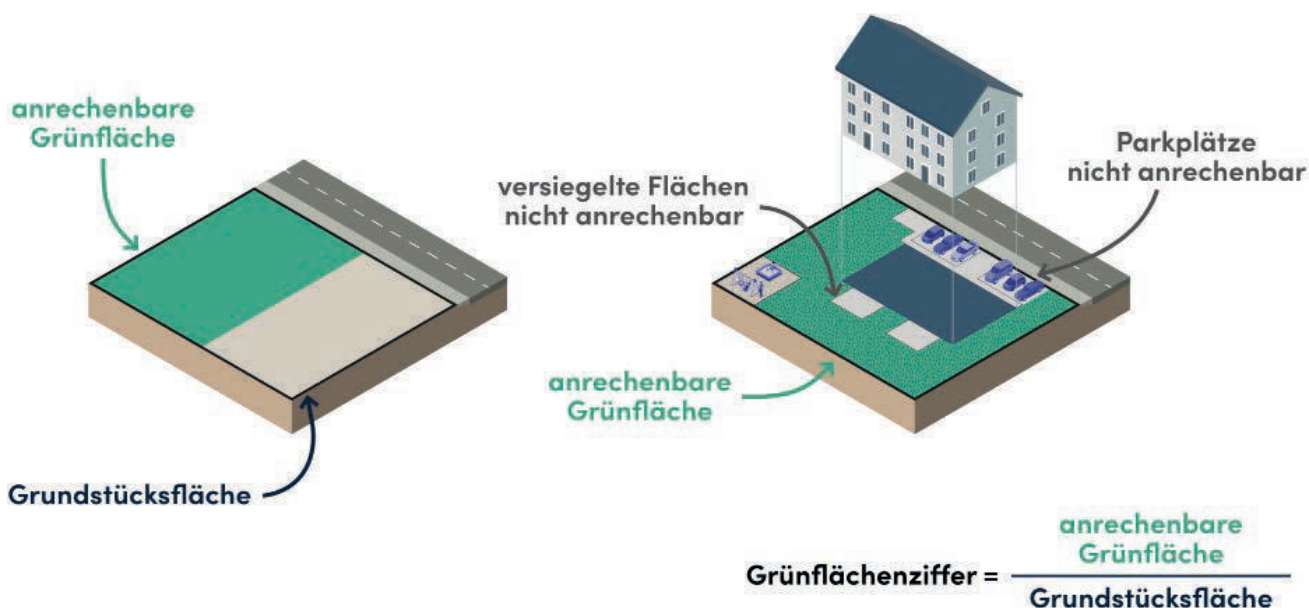 anrechenbare
Grünfläche
Grundstücksfläche
versiegelte Flächen
nicht anrechenbar
Parkplätze
nicht anrechenbar
anrechenbare
Grünfläche
anrechenbare
Grünfläche
Grünflächenziffer =
Grundstücksfläche